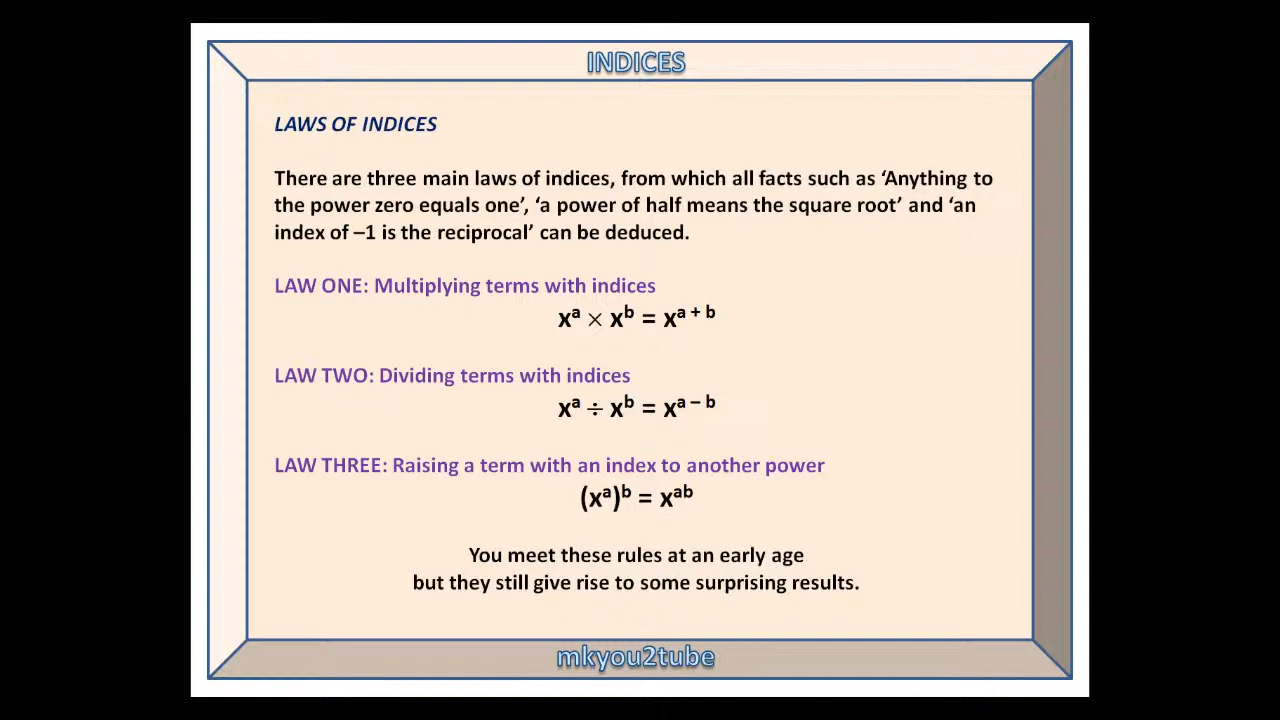 INDICES
LAWS OF INDICES
There are three main laws of indices, from which all facts such as ‘Anything to
the power zero equals one’, ‘a power of half means the square root’ and ‘an
index of –1 is the reciprocal’ can be deduced.
LAW ONE: Multiplying terms with indices
xᵃ × xᵇ = xᵃ ⁺ ᵇ
LAW TWO: Dividing terms with indices
xᵃ ÷ xᵇ = xᵃ ⁻ ᵇ
LAW THREE: Raising a term with an index to another power
(xᵃ)ᵇ = xᵃᵇ
You meet these rules at an early age
but they still give rise to some surprising results.
mkyou2tube